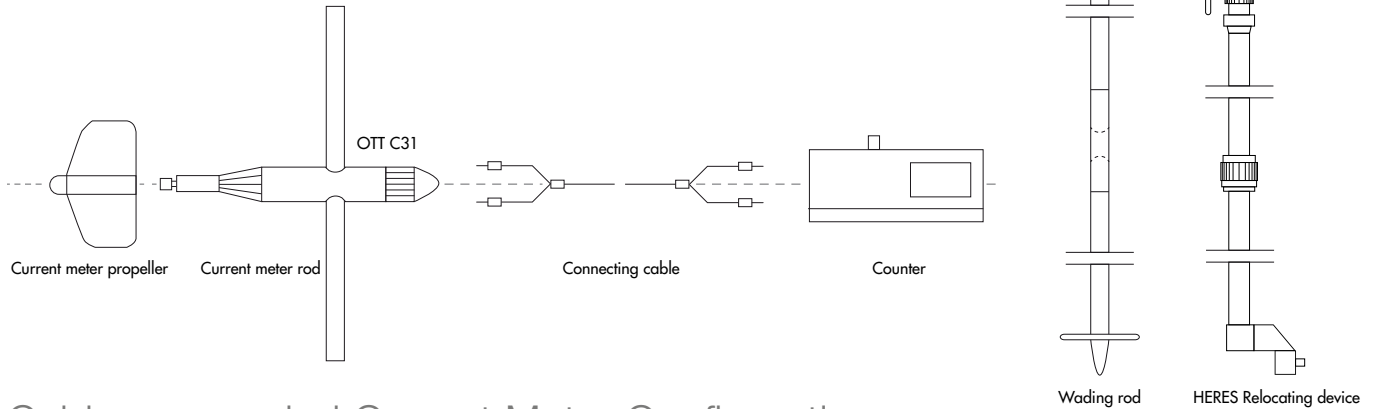 OTT C31
Current meter propeller
Current meter rod
Connecting cable
Counter
Wading rod
HERES Relocating device